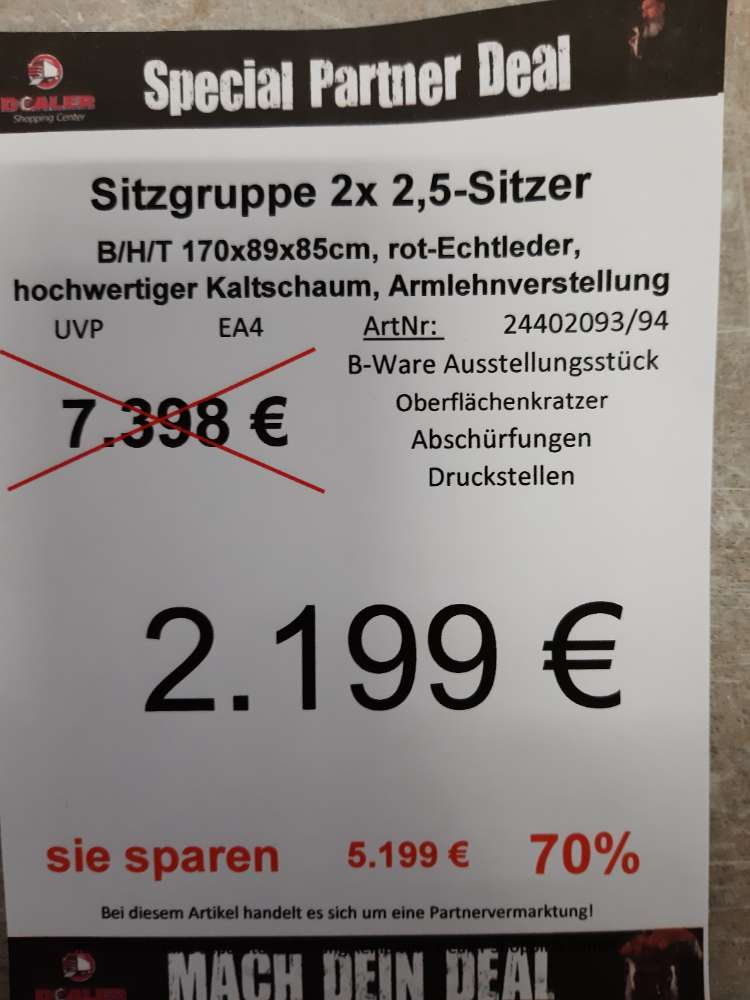 DEALER
Shopping Center
Special Partner Deal
Sitzgruppe 2x 2,5-Sitzer
B/H/T 170x89x85cm, rot-Echtleder,
hochwertiger Kaltschaum, Armlehnverstellung
UVP EA4 ArtNr: 24402093/94
B-Ware Ausstellungsstück
7.398 €
Oberflächenkratzer
Abschürfungen
Druckstellen
2.199 €
sie sparen 5.199 € 70%
Bei diesem Artikel handelt es sich um eine Partnervermarktung!
DEALER
MACH DEIN DEAL